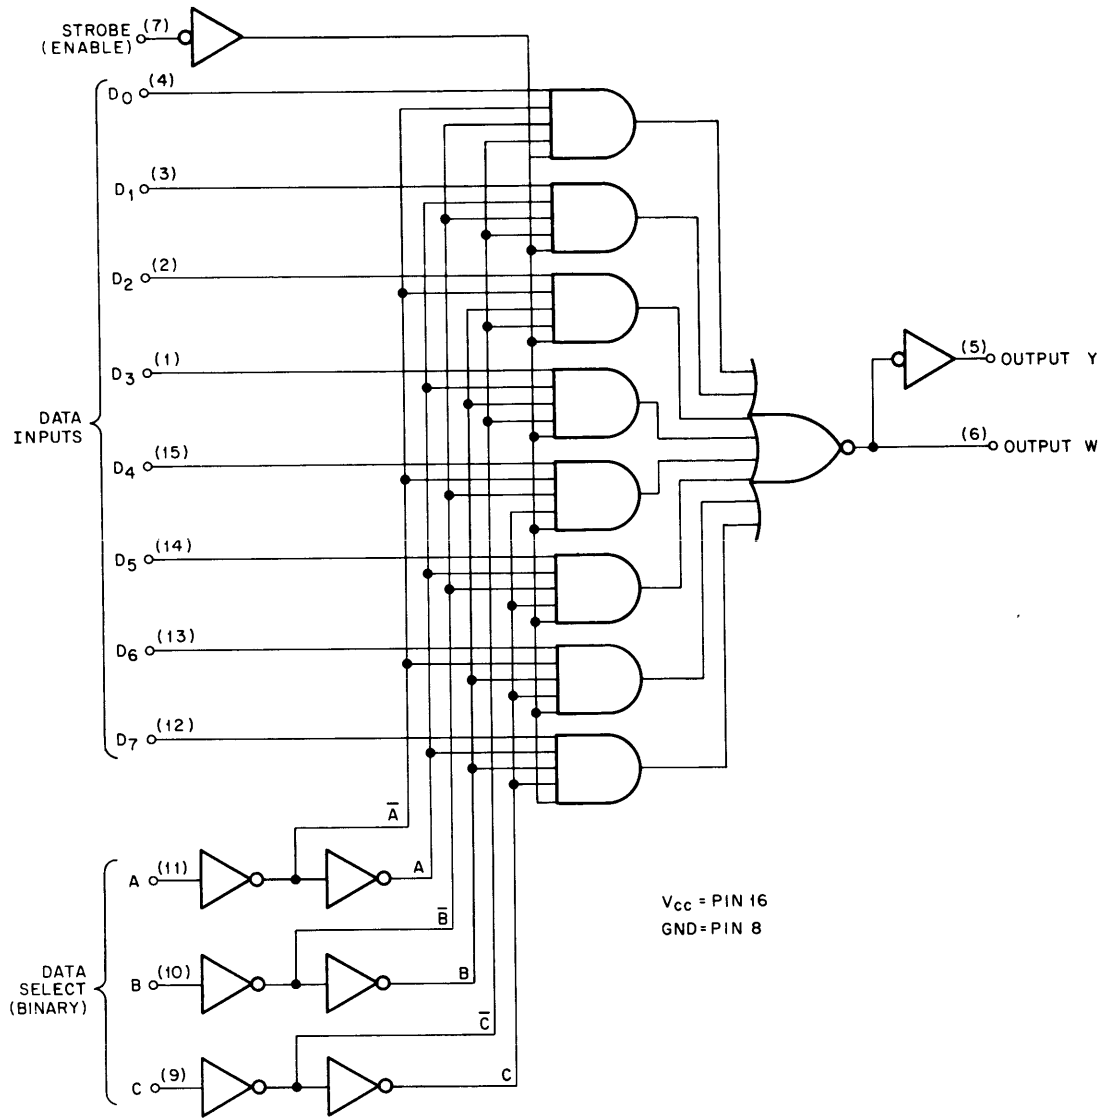 STROBE (7)
(ENABLE)
D0 (4)
D1 (3)
D2 (2)
D3 (1)
DATA
INPUTS
D4 (15)
D5 (14)
D6 (13)
D7 (12)
(5) OUTPUT Y
(6) OUTPUT W
A̅
A (11)
A
B̅
DATA
SELECT
(BINARY)
B (10)
B
C̅
C (9)
C
VCC = PIN 16
GND=PIN 8